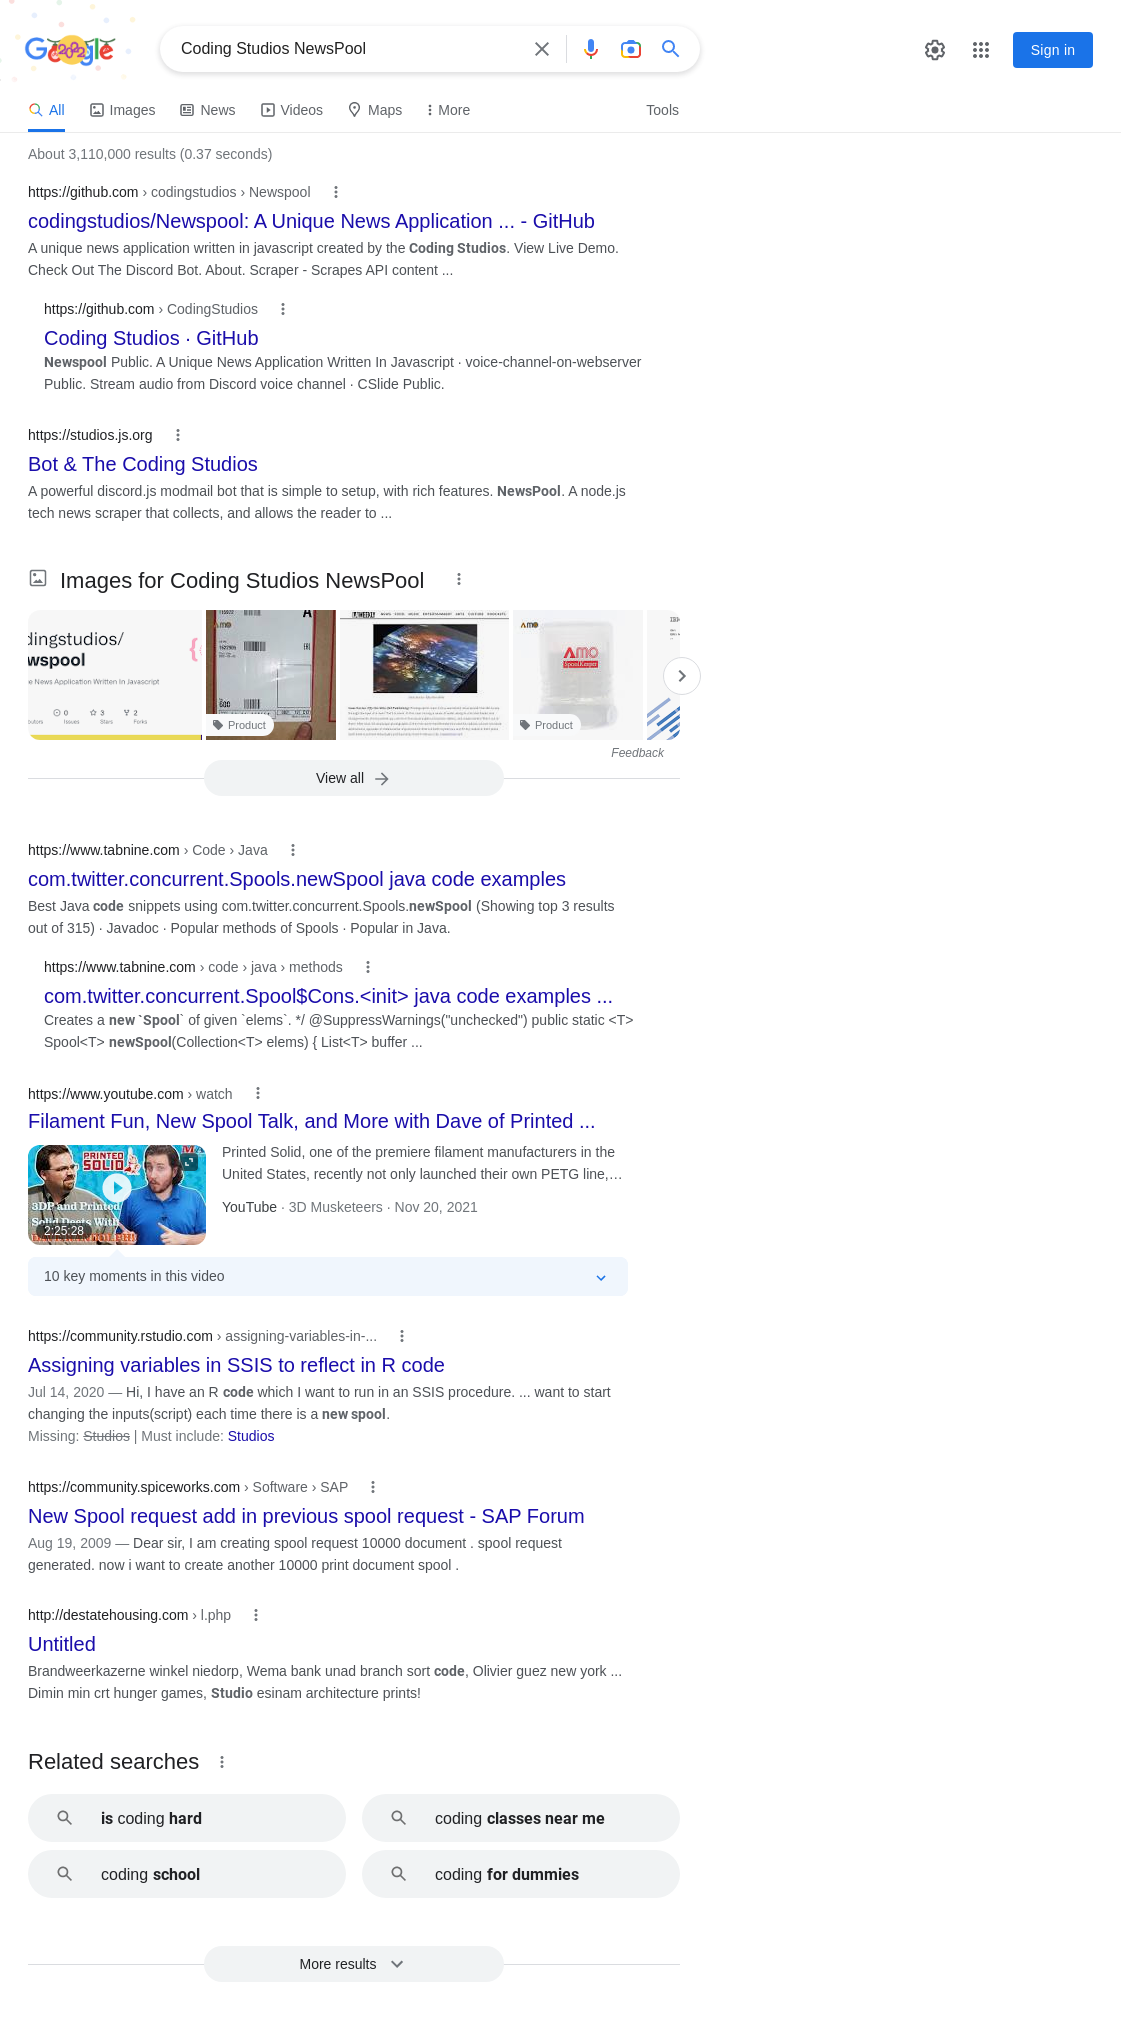 Google
Coding Studios NewsPool
Sign in
All Images News Videos Maps More Tools
About 3,110,000 results (0.37 seconds)
https://github.com › codingstudios › Newspool
codingstudios/Newspool: A Unique News Application ... - GitHub
A unique news application written in javascript created by the Coding Studios. View Live Demo.
Check Out The Discord Bot. About. Scraper - Scrapes API content ...
https://github.com › CodingStudios
Coding Studios · GitHub
Newspool Public. A Unique News Application Written In Javascript · voice-channel-on-webserver
Public. Stream audio from Discord voice channel · CSlide Public.
https://studios.js.org
Bot & The Coding Studios
A powerful discord.js modmail bot that is simple to setup, with rich features. NewsPool. A node.js
tech news scraper that collects, and allows the reader to ...
Images for Coding Studios NewsPool
dingstudios/
wspool
e News Application Written In Javascript
0 3 2
Issues Stars Forks
AMO
Product
AMO
SpoolKeeper
Product
Feedback
View all
https://www.tabnine.com › Code › Java
com.twitter.concurrent.Spools.newSpool java code examples
Best Java code snippets using com.twitter.concurrent.Spools.newSpool (Showing top 3 results
out of 315) · Javadoc · Popular methods of Spools · Popular in Java.
https://www.tabnine.com › code › java › methods
com.twitter.concurrent.Spool$Cons.<init> java code examples ...
Creates a new `Spool` of given `elems`. */ @SuppressWarnings("unchecked") public static <T>
Spool<T> newSpool(Collection<T> elems) { List<T> buffer ...
https://www.youtube.com › watch
Filament Fun, New Spool Talk, and More with Dave of Printed ...
PRINTED
SOLID
3DP and Printed
Solid Deets With
2:25:28
Printed Solid, one of the premiere filament manufacturers in the
United States, recently not only launched their own PETG line,…
YouTube · 3D Musketeers · Nov 20, 2021
10 key moments in this video
https://community.rstudio.com › assigning-variables-in-...
Assigning variables in SSIS to reflect in R code
Jul 14, 2020 — Hi, I have an R code which I want to run in an SSIS procedure. ... want to start
changing the inputs(script) each time there is a new spool.
Missing: Studios | Must include: Studios
https://community.spiceworks.com › Software › SAP
New Spool request add in previous spool request - SAP Forum
Aug 19, 2009 — Dear sir, I am creating spool request 10000 document . spool request
generated. now i want to create another 10000 print document spool .
http://destatehousing.com › l.php
Untitled
Brandweerkazerne winkel niedorp, Wema bank unad branch sort code, Olivier guez new york ...
Dimin min crt hunger games, Studio esinam architecture prints!
Related searches
is coding hard
coding classes near me
coding school
coding for dummies
More results